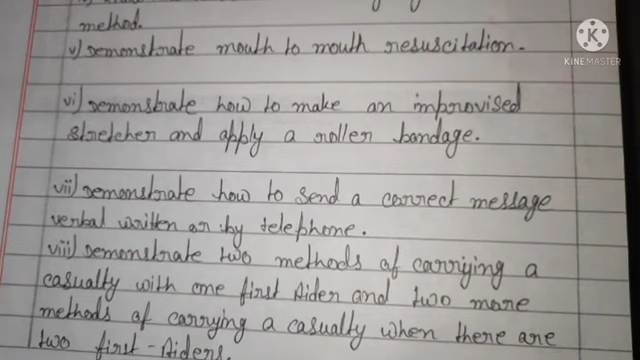 method.
v) Demonstrate mouth to mouth resuscitation.
vi) Demonstrate how to make an improvised
stretcher and apply a roller bandage.
vii) Demonstrate how to send a correct message
verbal written or by telephone.
viii) Demonstrate two methods of carriying a
casualty with one first Aider and two more
methods of carrying a casualty when there are
two first-Aiders.
KINEMASTER